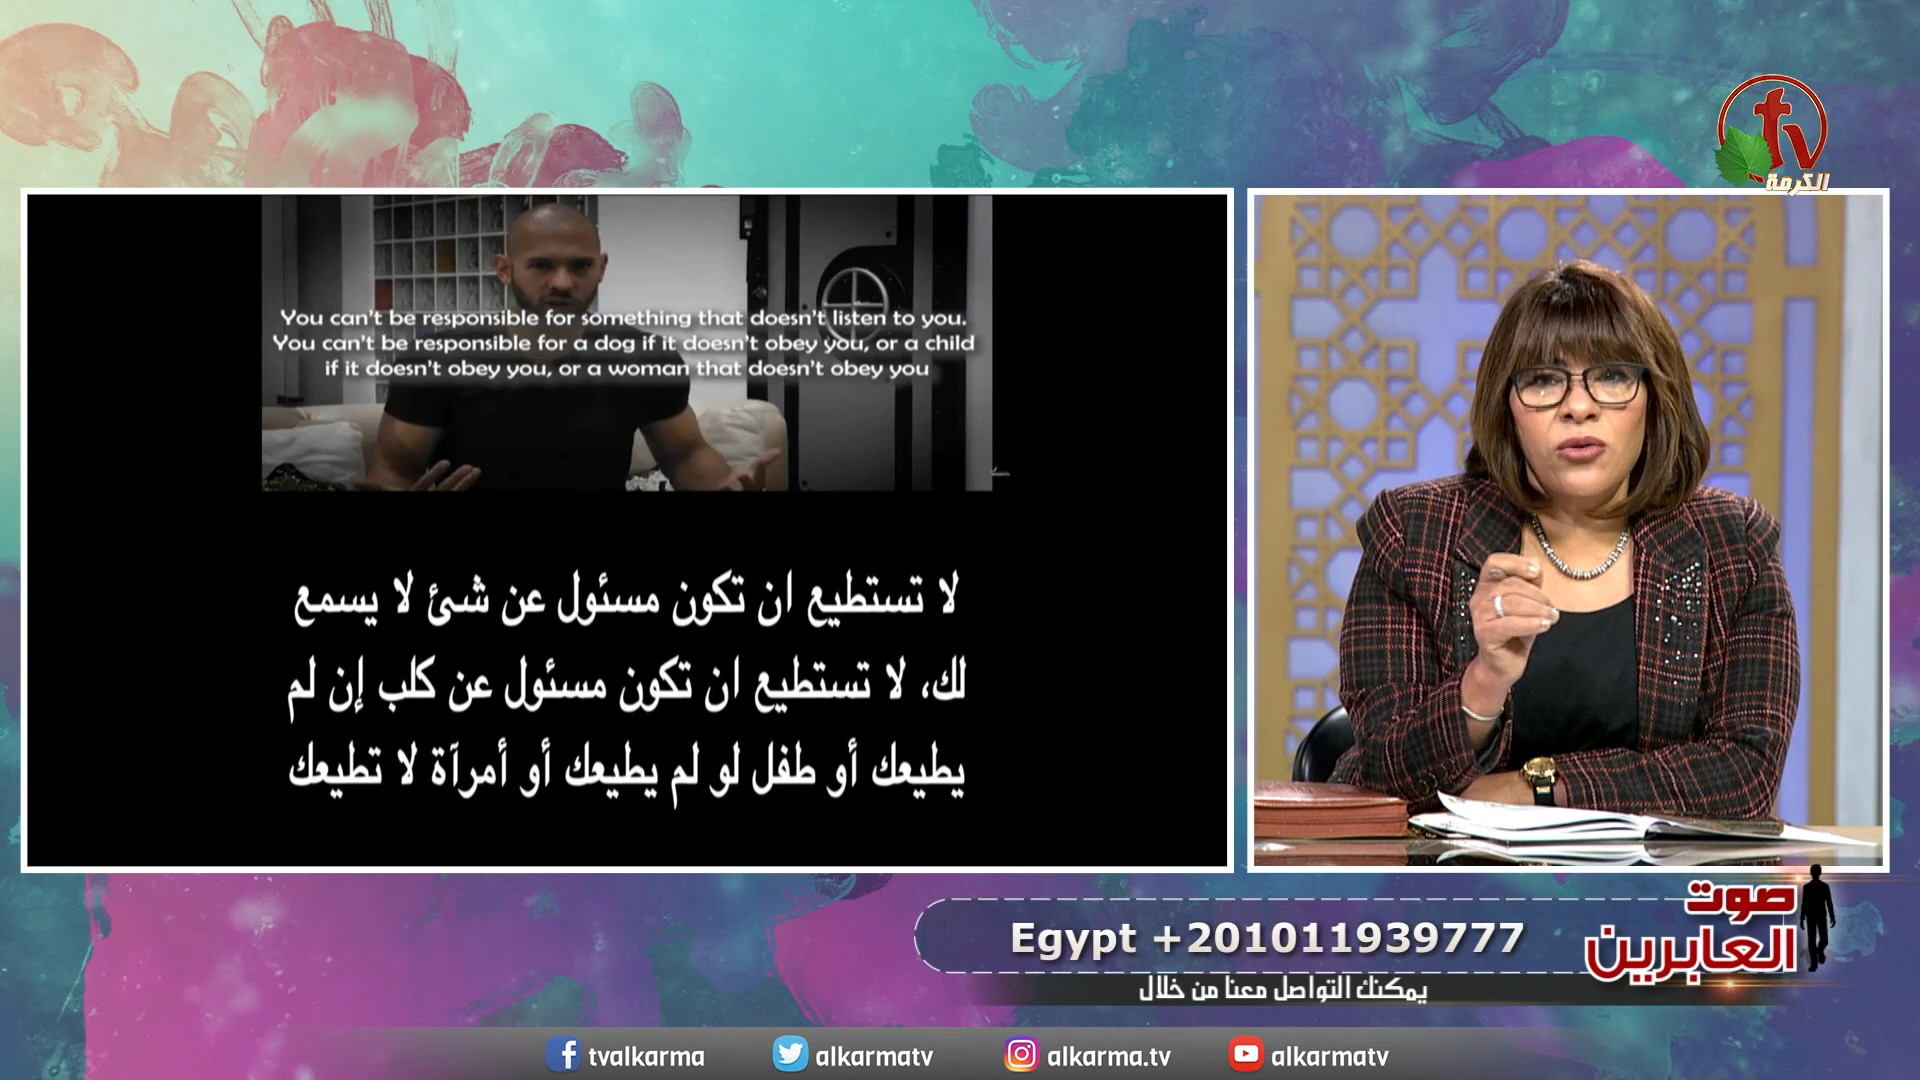 tv
الكرمة
You can't be responsible for something that doesn't listen to you.
You can't be responsible for a dog if it doesn't obey you, or a child
if it doesn't obey you, or a woman that doesn't obey you
لا تستطيع ان تكون مسئول عن شئ لا يسمع
لك، لا تستطيع ان تكون مسئول عن كلب إن لم
يطيعك أو طفل لو لم يطيعك أو أمرآة لا تطيعك
صوت
العابرين
Egypt +201011939777
يمكنك التواصل معنا من خلال
tvalkarma
alkarmatv
alkarma.tv
alkarmatv